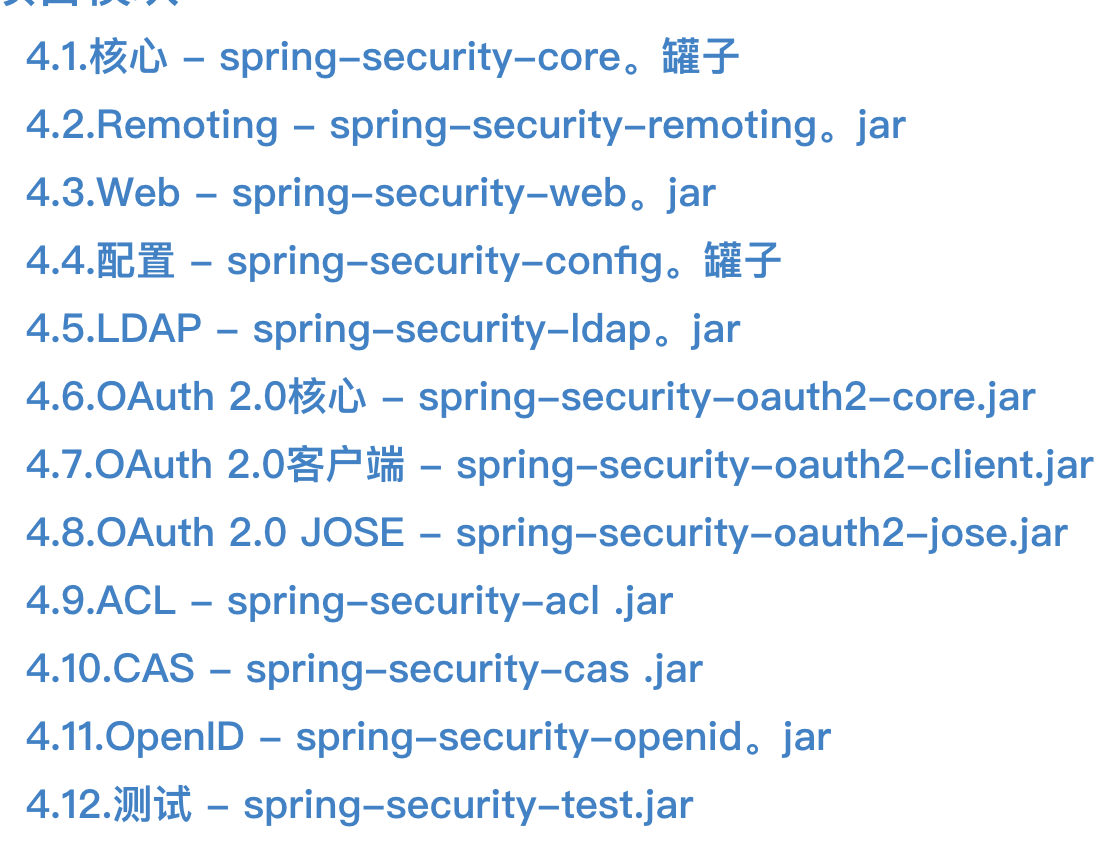 4.1.核心 – spring–security–core。罐子
4.2.Remoting – spring–security–remoting。jar
4.3.Web – spring–security–web。jar
4.4.配置 – spring–security–config。罐子
4.5.LDAP – spring–security–ldap。jar
4.6.OAuth 2.0核心 – spring–security–oauth2–core.jar
4.7.OAuth 2.0客户端 – spring–security–oauth2–client.jar
4.8.OAuth 2.0 JOSE – spring–security–oauth2–jose.jar
4.9.ACL – spring–security–acl .jar
4.10.CAS – spring–security–cas .jar
4.11.OpenID – spring–security–openid。jar
4.12.测试 – spring–security–test.jar